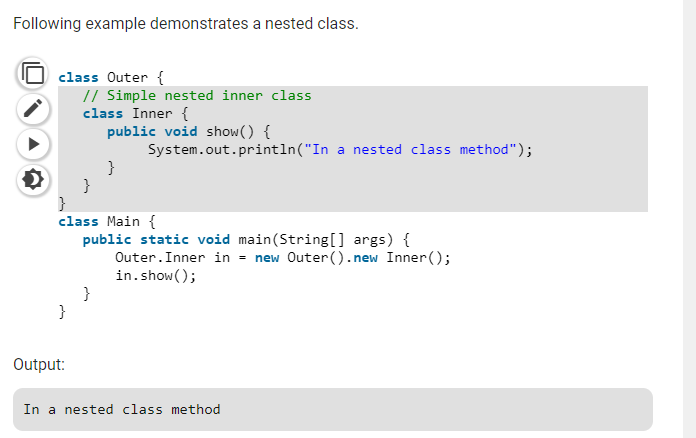 Following example demonstrates a nested class.
class Outer {
// Simple nested inner class
class Inner {
public void show() {
System.out.println("In a nested class method");
}
}
}
class Main {
public static void main(String[] args) {
Outer.Inner in = new Outer().new Inner();
in.show();
}
}
Output:
In a nested class method